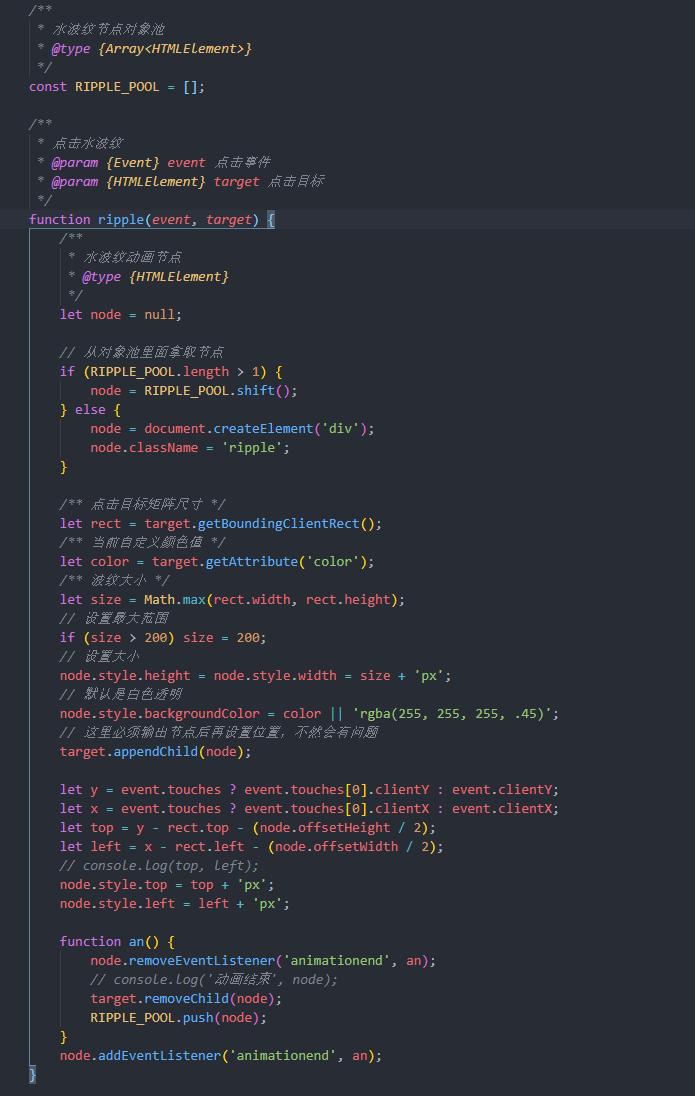 /**
 * 水波纹节点对象池
 * @type {Array<HTMLElement>}
 */
const RIPPLE_POOL = [];

/**
 * 点击水波纹
 * @param {Event} event 点击事件
 * @param {HTMLElement} target 点击目标
 */
function ripple(event, target) {
    /**
     * 水波纹动画节点
     * @type {HTMLElement}
     */
    let node = null;

    // 从对象池里面拿取节点
    if (RIPPLE_POOL.length > 1) {
        node = RIPPLE_POOL.shift();
    } else {
        node = document.createElement('div');
        node.className = 'ripple';
    }

    /** 点击目标矩阵尺寸 */
    let rect = target.getBoundingClientRect();
    /** 当前自定义颜色值 */
    let color = target.getAttribute('color');
    /** 波纹大小 */
    let size = Math.max(rect.width, rect.height);
    // 设置最大范围
    if (size > 200) size = 200;
    // 设置大小
    node.style.height = node.style.width = size + 'px';
    // 默认是白色透明
    node.style.backgroundColor = color || 'rgba(255, 255, 255, .45)';
    // 这里必须输出节点后再设置位置，不然会有问题
    target.appendChild(node);

    let y = event.touches ? event.touches[0].clientY : event.clientY;
    let x = event.touches ? event.touches[0].clientX : event.clientX;
    let top = y - rect.top - (node.offsetHeight / 2);
    let left = x - rect.left - (node.offsetWidth / 2);
    // console.log(top, left);
    node.style.top = top + 'px';
    node.style.left = left + 'px';

    function an() {
        node.removeEventListener('animationend', an);
        // console.log('动画结束', node);
        target.removeChild(node);
        RIPPLE_POOL.push(node);
    }
    node.addEventListener('animationend', an);
}